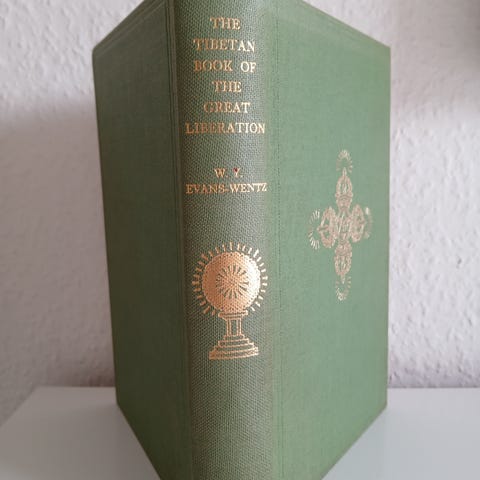 THE
TIBETAN
BOOK OF
THE
GREAT
LIBERATION
W. Y.
EVANS-WENTZ